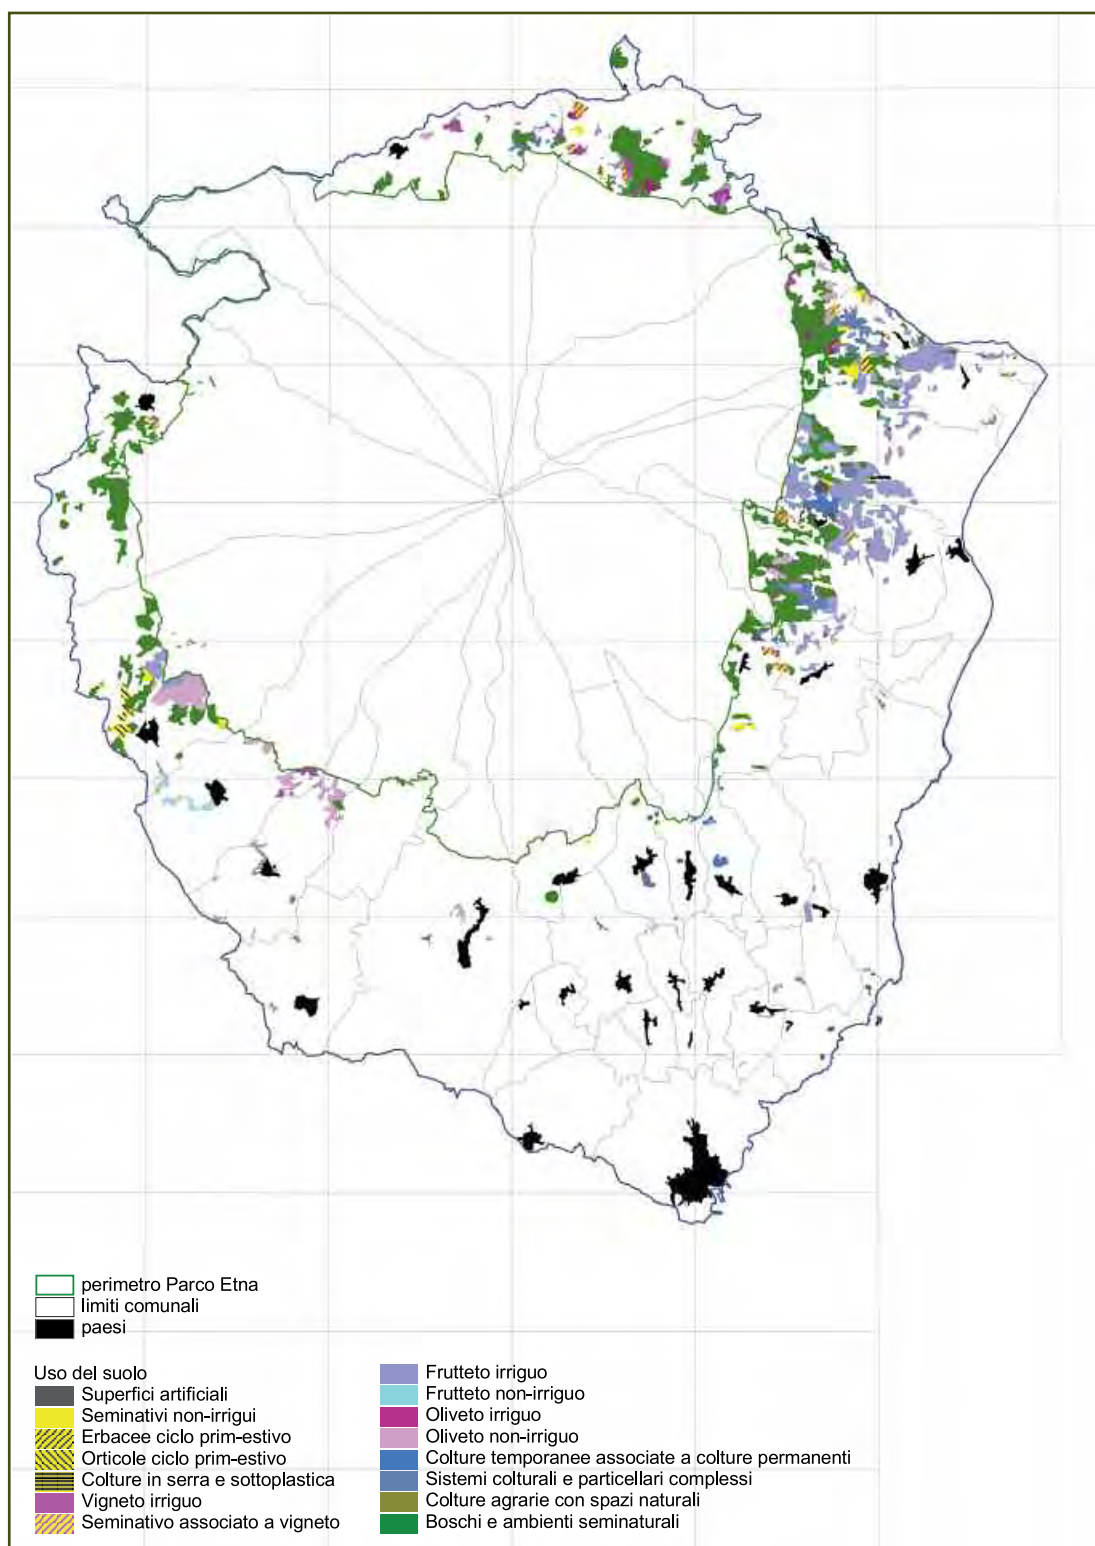 perimetro Parco Etna
limiti comunali
paesi
Uso del suolo
Superfici artificiali
Seminativi non-irrigui
Erbacee ciclo prim-estivo
Orticole ciclo prim-estivo
Colture in serra e sottoplastica
Vigneto irriguo
Seminativo associato a vigneto
Frutteto irriguo
Frutteto non-irriguo
Oliveto irriguo
Oliveto non-irriguo
Colture temporanee associate a colture permanenti
Sistemi colturali e particellari complessi
Colture agrarie con spazi naturali
Boschi e ambienti seminaturali